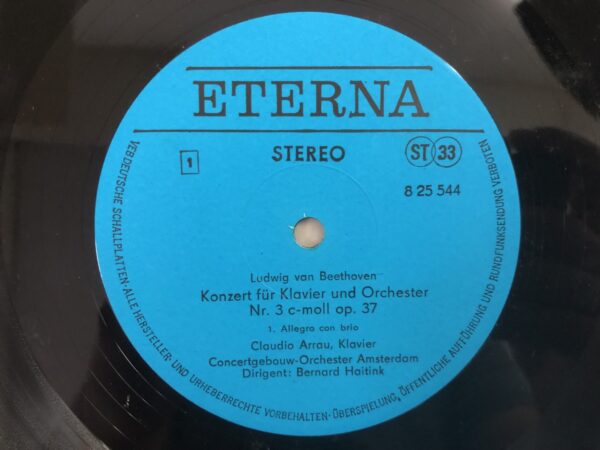 ETERNA
1
STEREO
ST 33
8 25 544
Ludwig van Beethoven
Konzert für Klavier und Orchester
Nr. 3 c-moll op. 37
1. Allegro con brio
Claudio Arrau, Klavier
Concertgebouw-Orchester Amsterdam
Dirigent: Bernard Haitink
VEB DEUTSCHE SCHALLPLATTEN·ALLE HERSTELLER- UND URHEBERRECHTE VORBEHALTEN·ÜBERSPIELUNG, ÖFFENTLICHE AUFFÜHRUNG UND RUNDFUNKSENDUNG VERBOTEN